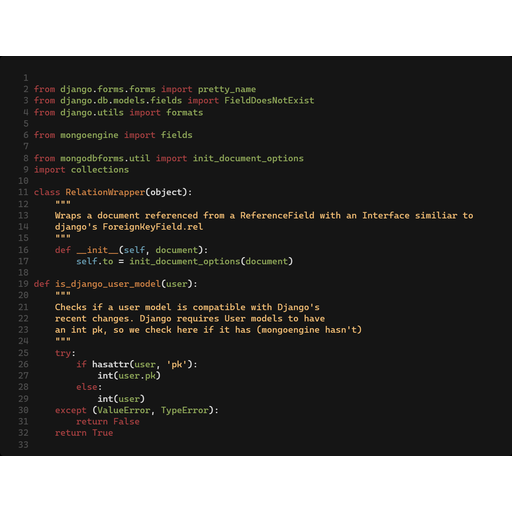 1
2 from django.forms.forms import pretty_name
3 from django.db.models.fields import FieldDoesNotExist
4 from django.utils import formats
5
6 from mongoengine import fields
7
8 from mongodbforms.util import init_document_options
9 import collections
10
11 class RelationWrapper(object):
12     """
13     Wraps a document referenced from a ReferenceField with an Interface similiar to
14     django's ForeignKeyField.rel
15     """
16     def __init__(self, document):
17         self.to = init_document_options(document)
18
19 def is_django_user_model(user):
20     """
21     Checks if a user model is compatible with Django's
22     recent changes. Django requires User models to have
23     an int pk, so we check here if it has (mongoengine hasn't)
24     """
25     try:
26         if hasattr(user, 'pk'):
27             int(user.pk)
28         else:
29             int(user)
30     except (ValueError, TypeError):
31         return False
32     return True
33